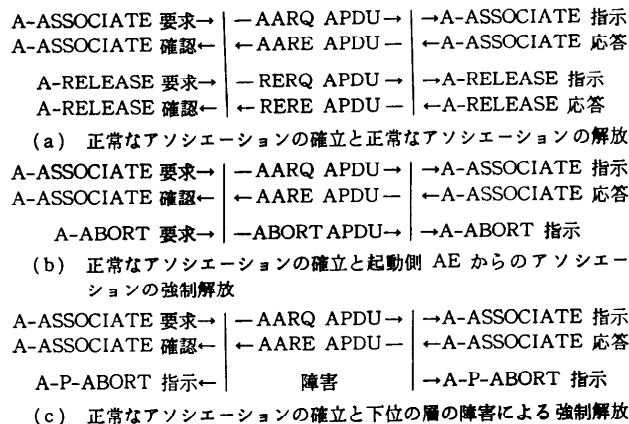 A-ASSOCIATE 要求→ —AARQ APDU→ →A-ASSOCIATE 指示
A-ASSOCIATE 確認← ←AARE APDU— ←A-ASSOCIATE 応答
A-RELEASE 要求→ —RERQ APDU→ →A-RELEASE 指示
A-RELEASE 確認← ←RERE APDU— ←A-RELEASE 応答
(a) 正常なアソシエーションの確立と正常なアソシエーションの解放
A-ASSOCIATE 要求→ —AARQ APDU→ →A-ASSOCIATE 指示
A-ASSOCIATE 確認← ←AARE APDU— ←A-ASSOCIATE 応答
A-ABORT 要求→ —ABORT APDU→ →A-ABORT 指示
(b) 正常なアソシエーションの確立と起動側 AE からのアソシエー
ションの強制解放
A-ASSOCIATE 要求→ —AARQ APDU→ →A-ASSOCIATE 指示
A-ASSOCIATE 確認← ←AARE APDU— ←A-ASSOCIATE 応答
A-P-ABORT 指示← 障害 →A-P-ABORT 指示
(c) 正常なアソシエーションの確立と下位の層の障害による強制解放